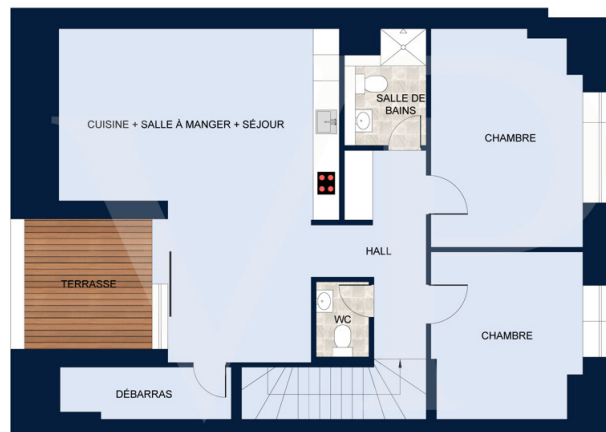 CUISINE + SALLE À MANGER + SÉJOUR
SALLE DE
BAINS
CHAMBRE
HALL
TERRASSE
WC
CHAMBRE
DÉBARRAS